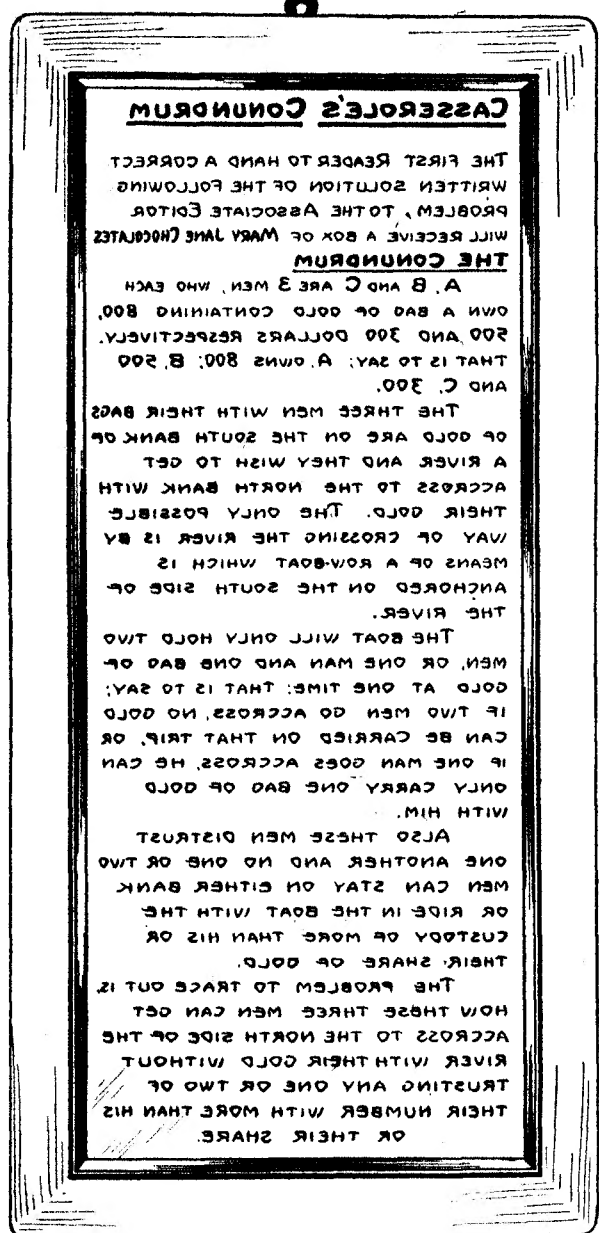 CASSEROLE'S CONUNDRUM
THE FIRST READER TO HAND A CORRECT
WRITTEN SOLUTION OF THE FOLLOWING
PROBLEM, TO THE ASSOCIATE EDITOR
WILL RECEIVE A BOX OF MARY JANE CHOCOLATES
THE CONUNDRUM
A, B AND C ARE 3 MEN, WHO EACH
OWN A BAG OF GOLD CONTAINING 800,
500 AND 300 DOLLARS RESPECTIVELY.
THAT IS TO SAY; A, OWNS 800; B, 500
AND C, 300.
THE THREE MEN WITH THEIR BAGS
OF GOLD ARE ON THE SOUTH BANK OF
A RIVER AND THEY WISH TO GET
ACCROSS TO THE NORTH BANK WITH
THEIR GOLD. THE ONLY POSSIBLE
WAY OF CROSSING THE RIVER IS BY
MEANS OF A ROW-BOAT WHICH IS
ANCHORED ON THE SOUTH SIDE OF
THE RIVER.
THE BOAT WILL ONLY HOLD TWO
MEN, OR ONE MAN AND ONE BAG OF
GOLD AT ONE TIME; THAT IS TO SAY;
IF TWO MEN GO ACCROSS, NO GOLD
CAN BE CARRIED ON THAT TRIP, OR
IF ONE MAN GOES ACCROSS, HE CAN
ONLY CARRY ONE BAG OF GOLD
WITH HIM.
ALSO THESE MEN DISTRUST
ONE ANOTHER AND NO ONE OR TWO
MEN CAN STAY ON EITHER BANK
OR RIDE IN THE BOAT WITH THE
CUSTODY OF MORE THAN HIS OR
THEIR SHARE OF GOLD.
THE PROBLEM TO TRACE OUT IS,
HOW THESE THREE MEN CAN GET
ACCROSS TO THE NORTH SIDE OF THE
RIVER WITH THEIR GOLD WITHOUT
TRUSTING ANY ONE OR TWO OF
THEIR NUMBER WITH MORE THAN HIS
OR THEIR SHARE.